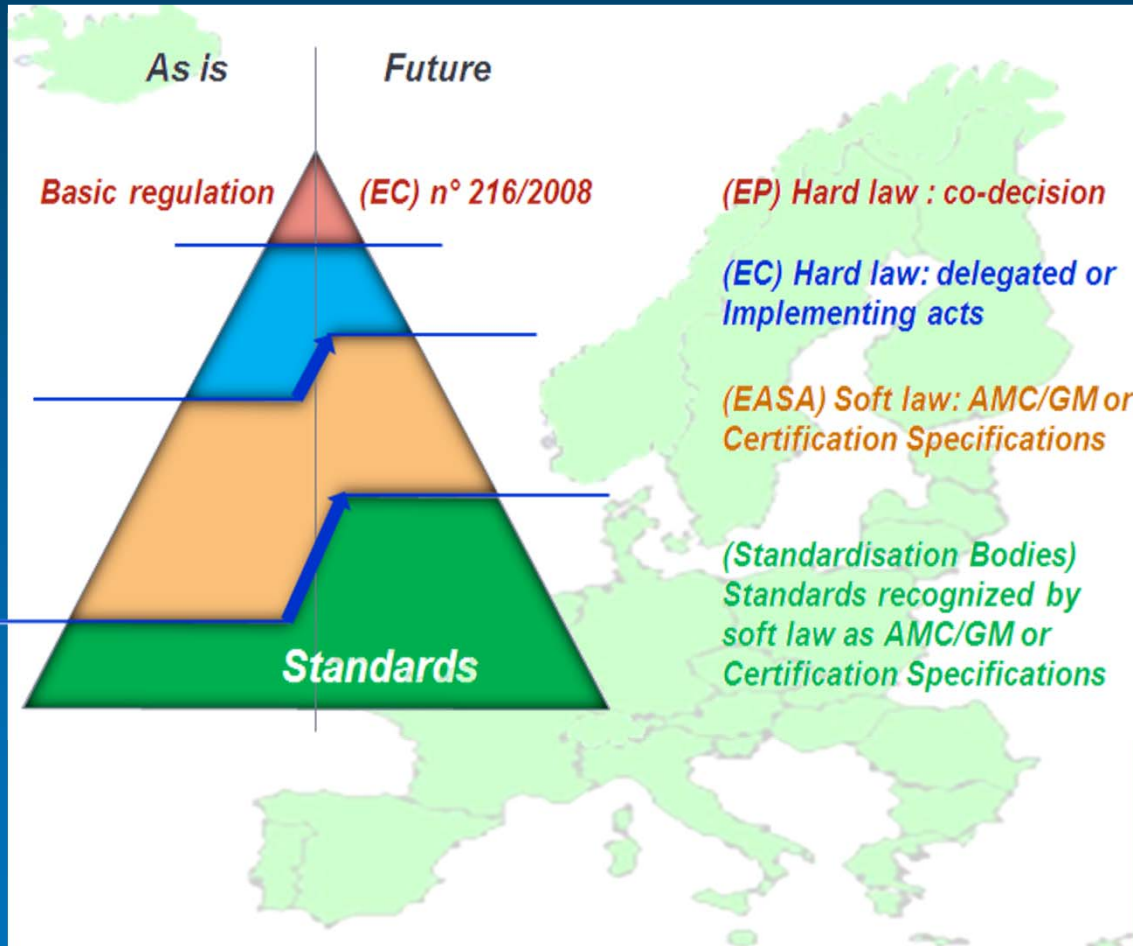 As is
Future
Basic regulation
(EC) n° 216/2008
(EP) Hard law : co-decision
(EC) Hard law: delegated or
Implementing acts
(EASA) Soft law: AMC/GM or
Certification Specifications
(Standardisation Bodies)
Standards recognized by
soft law as AMC/GM or
Certification Specifications
Standards